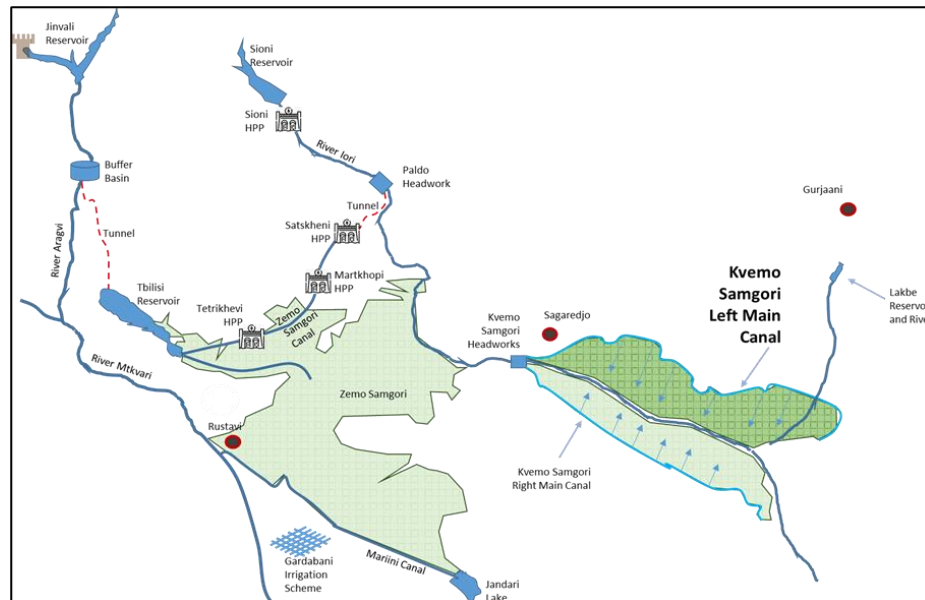 Jinvali
Reservoir
Sioni
Reservoir
Sioni
HPP
River Iori
Buffer
Basin
Paldo
Headwork
Tunnel
Gurjaani
Satskheni
HPP
Tunnel
River Aragvi
Martkhopi
HPP
Tbilisi
Reservoir
Kvemo
Samgori
Left Main
Canal
Tetrikhevi
HPP
Zemo
Samgori
Canal
Lakbe
Reservo
and Rive
Kvemo
Samgori
Headworks
Sagaredjo
River Mtkvari
Zemo Samgori
Rustavi
Kvemo Samgori
Right Main Canal
Gardabani
Irrigation
Scheme
Mariini Canal
Jandari
Lake